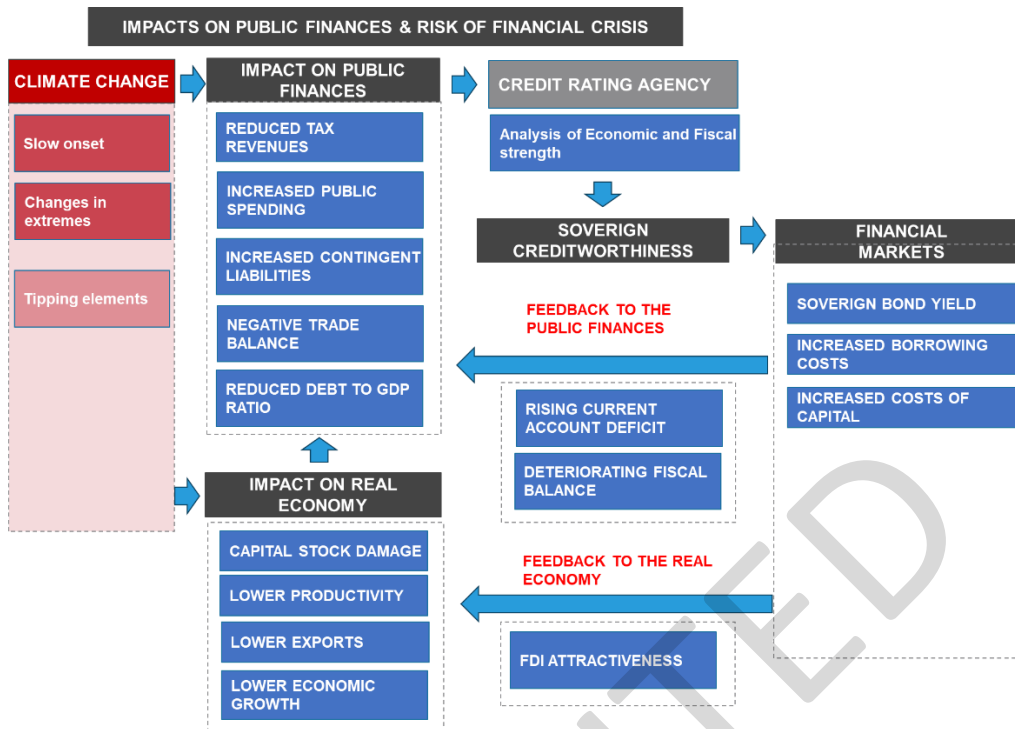 IMPACTS ON PUBLIC FINANCES & RISK OF FINANCIAL CRISIS
CLIMATE CHANGE
Slow onset
Changes in
extremes
Tipping elements
IMPACT ON PUBLIC
FINANCES
REDUCED TAX
REVENUES
INCREASED PUBLIC
SPENDING
INCREASED CONTINGENT
LIABILITIES
NEGATIVE TRADE
BALANCE
REDUCED DEBT TO GDP
RATIO
IMPACT ON REAL
ECONOMY
CAPITAL STOCK DAMAGE
LOWER PRODUCTIVITY
LOWER EXPORTS
LOWER ECONOMIC
GROWTH
CREDIT RATING AGENCY
Analysis of Economic and Fiscal
strength
SOVERIGN
CREDITWORTHINESS
FINANCIAL
MARKETS
SOVERIGN BOND YIELD
INCREASED BORROWING
COSTS
INCREASED COSTS OF
CAPITAL
FEEDBACK TO THE
PUBLIC FINANCES
RISING CURRENT
ACCOUNT DEFICIT
DETERIORATING FISCAL
BALANCE
FEEDBACK TO THE REAL
ECONOMY
FDI ATTRACTIVENESS